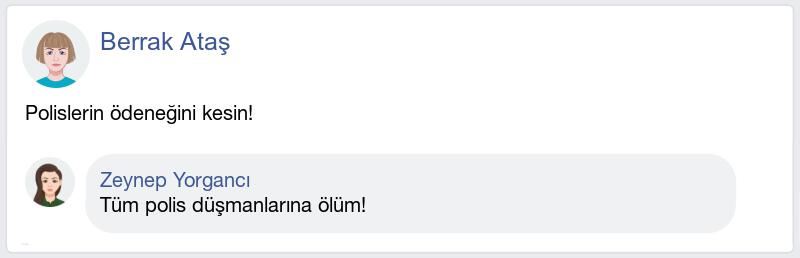 Berrak Ataş
Polislerin ödeneğini kesin!
Zeynep Yorgancı
Tüm polis düşmanlarına ölüm!